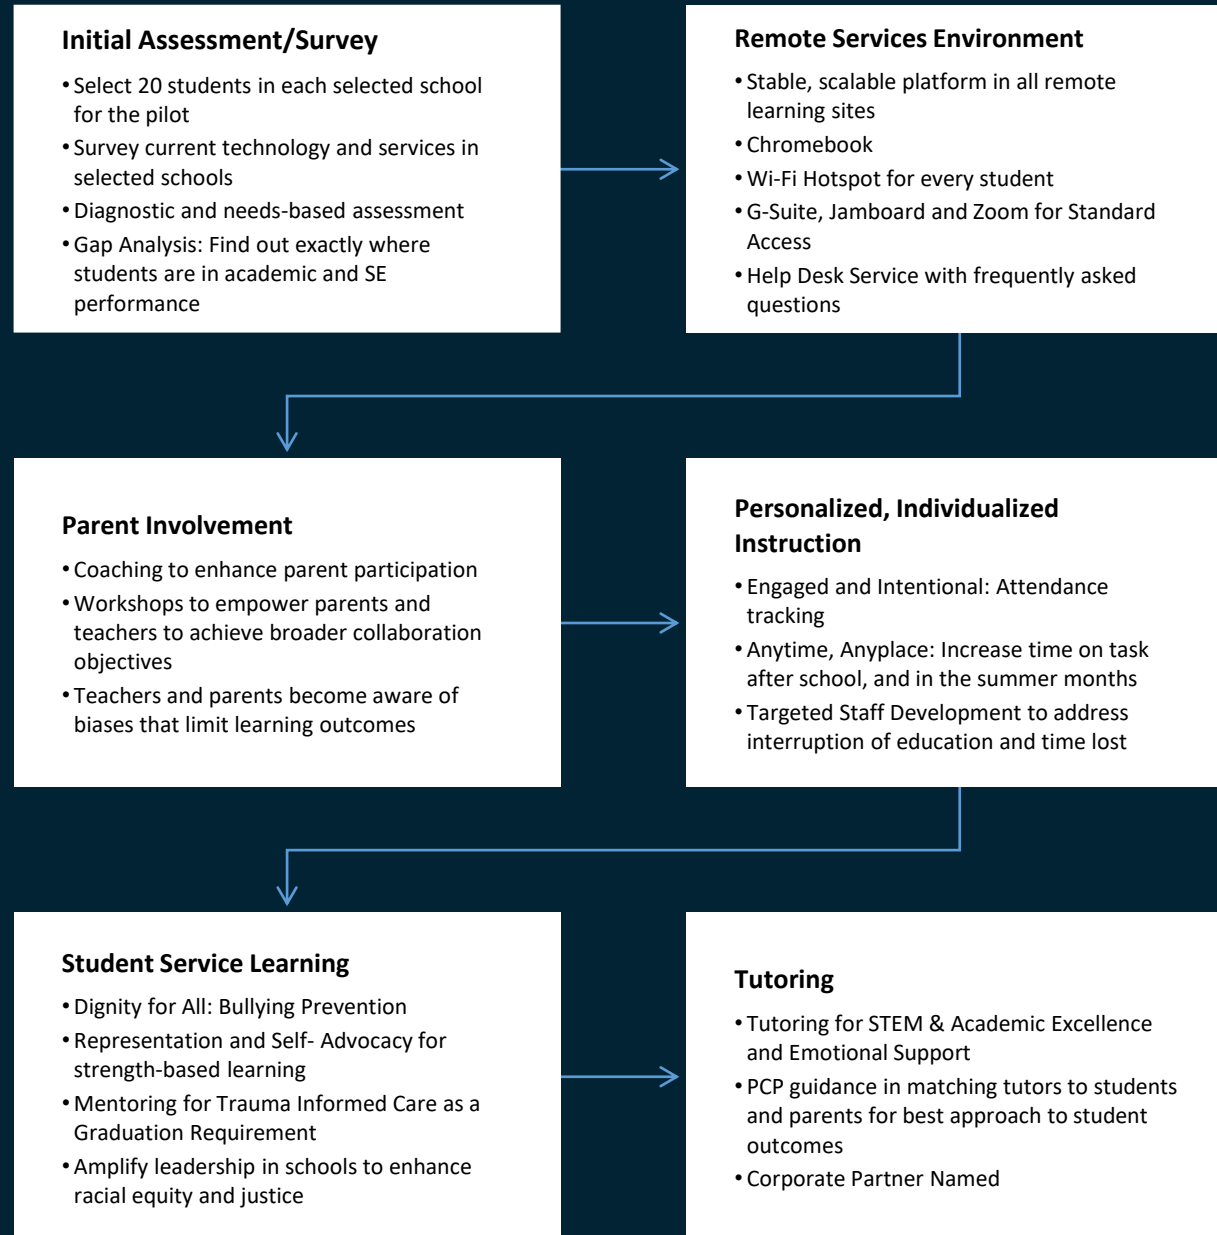 Initial Assessment/Survey
• Select 20 students in each selected school
for the pilot
• Survey current technology and services in
selected schools
• Diagnostic and needs-based assessment
• Gap Analysis: Find out exactly where
students are in academic and SE
performance
Remote Services Environment
• Stable, scalable platform in all remote
learning sites
• Chromebook
• Wi-Fi Hotspot for every student
• G-Suite, Jamboard and Zoom for Standard
Access
• Help Desk Service with frequently asked
questions
Parent Involvement
• Coaching to enhance parent participation
• Workshops to empower parents and
teachers to achieve broader collaboration
objectives
• Teachers and parents become aware of
biases that limit learning outcomes
Personalized, Individualized
Instruction
• Engaged and Intentional: Attendance
tracking
• Anytime, Anyplace: Increase time on task
after school, and in the summer months
• Targeted Staff Development to address
interruption of education and time lost
Student Service Learning
• Dignity for All: Bullying Prevention
• Representation and Self- Advocacy for
strength-based learning
• Mentoring for Trauma Informed Care as a
Graduation Requirement
• Amplify leadership in schools to enhance
racial equity and justice
Tutoring
• Tutoring for STEM & Academic Excellence
and Emotional Support
• PCP guidance in matching tutors to students
and parents for best approach to student
outcomes
• Corporate Partner Named